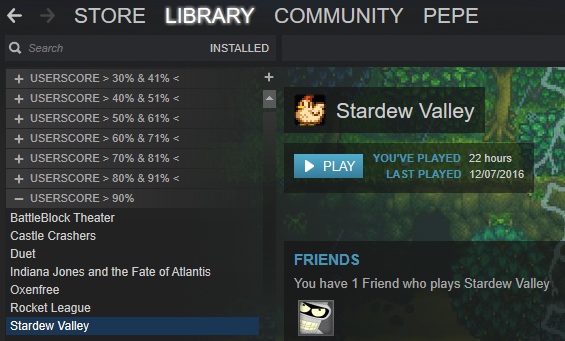 STORE LIBRARY COMMUNITY PEPE
Search INSTALLED
+ USERSCORE > 30% & 41% < +
+ USERSCORE > 40% & 51% <
+ USERSCORE > 50% & 61% <
+ USERSCORE > 60% & 71% <
+ USERSCORE > 70% & 81% <
+ USERSCORE > 80% & 91% <
− USERSCORE > 90%
BattleBlock Theater
Castle Crashers
Duet
Indiana Jones and the Fate of Atlantis
Oxenfree
Rocket League
Stardew Valley
Stardew Valley
PLAY
YOU'VE PLAYED 22 hours
LAST PLAYED 12/07/2016
FRIENDS
You have 1 Friend who plays Stardew Valley